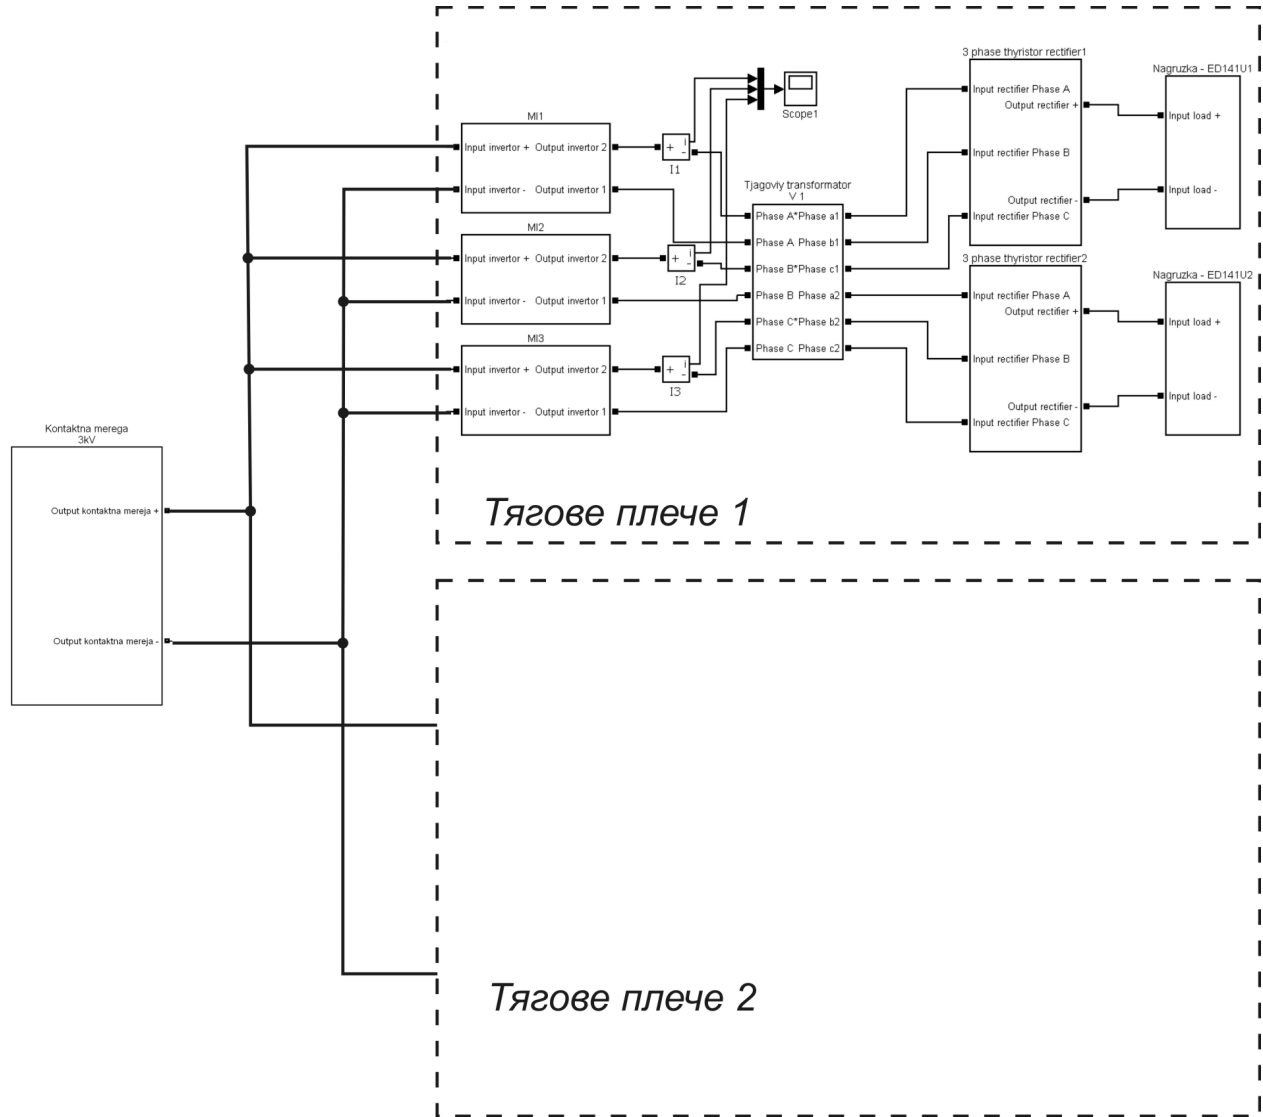 3 phase thyristor rectifier1
Nagruzka - ED141U1
Input rectifier Phase A
Output rectifier +
Input load +
Scope1
MI1
i
+
-
I1
Input invertor + Output invertor 2
Input rectifier Phase B
Input invertor - Output invertor 1
Tjagoviy transformator
V 1
Input load -
Output rectifier -
Phase A* Phase a1
Input rectifier Phase C
MI2
Phase A Phase b1
i
+
-
I2
Input invertor + Output invertor 2
Phase B* Phase c1
3 phase thyristor rectifier2
Nagruzka - ED141U2
Input invertor - Output invertor 1
Phase B Phase a2
Input rectifier Phase A
Output rectifier +
Input load +
Phase C* Phase b2
MI3
Phase C Phase c2
Input rectifier Phase B
i
+
-
I3
Input invertor + Output invertor 2
Input load -
Output rectifier -
Input invertor - Output invertor 1
Input rectifier Phase C
Kontaktna merega
3kV
Output kontaktna mereja +
Тягове плече 1
Output kontaktna mereja -
Тягове плече 2